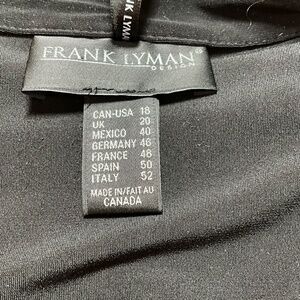 FRANK LYMAN
DESIGN
CAN-USA 18
UK 20
MEXICO 40
GERMANY 46
FRANCE 48
SPAIN 50
ITALY 52
MADE IN/FAIT AU
CANADA